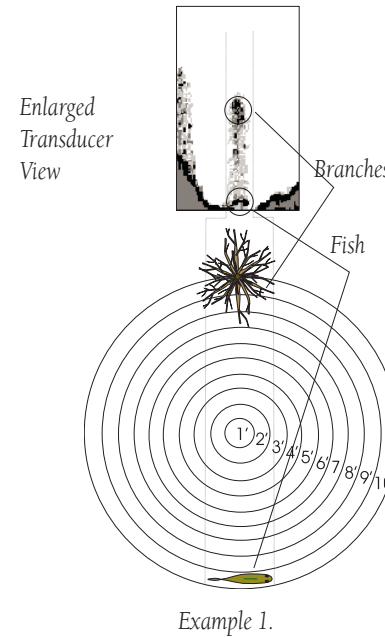 Enlarged
Transducer
View
Branches
Fish
1' 2' 3' 4' 5' 6' 7 8' 9' 10
Example 1.